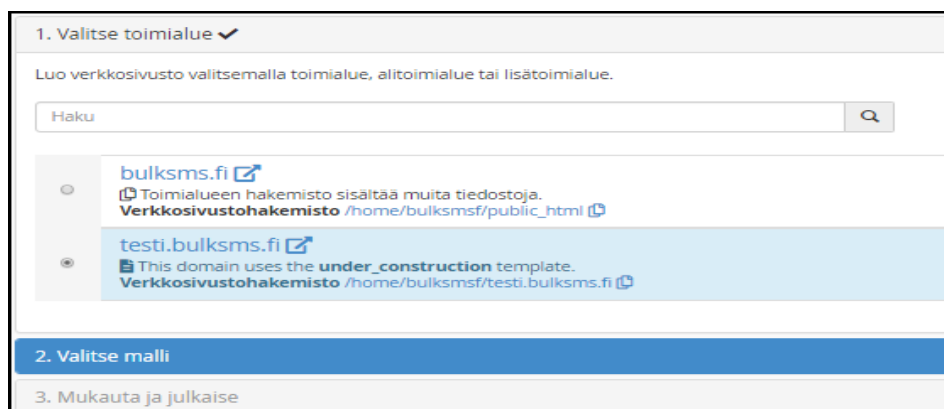 1. Valitse toimialue
Luo verkkosivusto valitsemalla toimialue, alitoimialue tai lisätoimialue.
Haku
bulksms.fi
Toimialueen hakemisto sisältää muita tiedostoja.
Verkkosivustohakemisto /home/bulksmsf/public_html
testi.bulksms.fi
This domain uses the under_construction template.
Verkkosivustohakemisto /home/bulksmsf/testi.bulksms.fi
2. Valitse malli
3. Mukauta ja julkaise